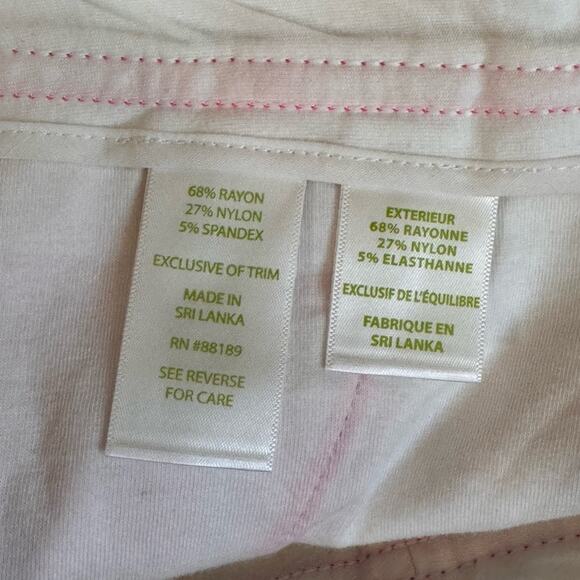 68% RAYON
27% NYLON
5% SPANDEX
EXCLUSIVE OF TRIM
MADE IN
SRI LANKA
RN #88189
SEE REVERSE
FOR CARE
EXTERIEUR
68% RAYONNE
27% NYLON
5% ELASTHANNE
EXCLUSIF DE L'ÉQUILIBRE
FABRIQUE EN
SRI LANKA